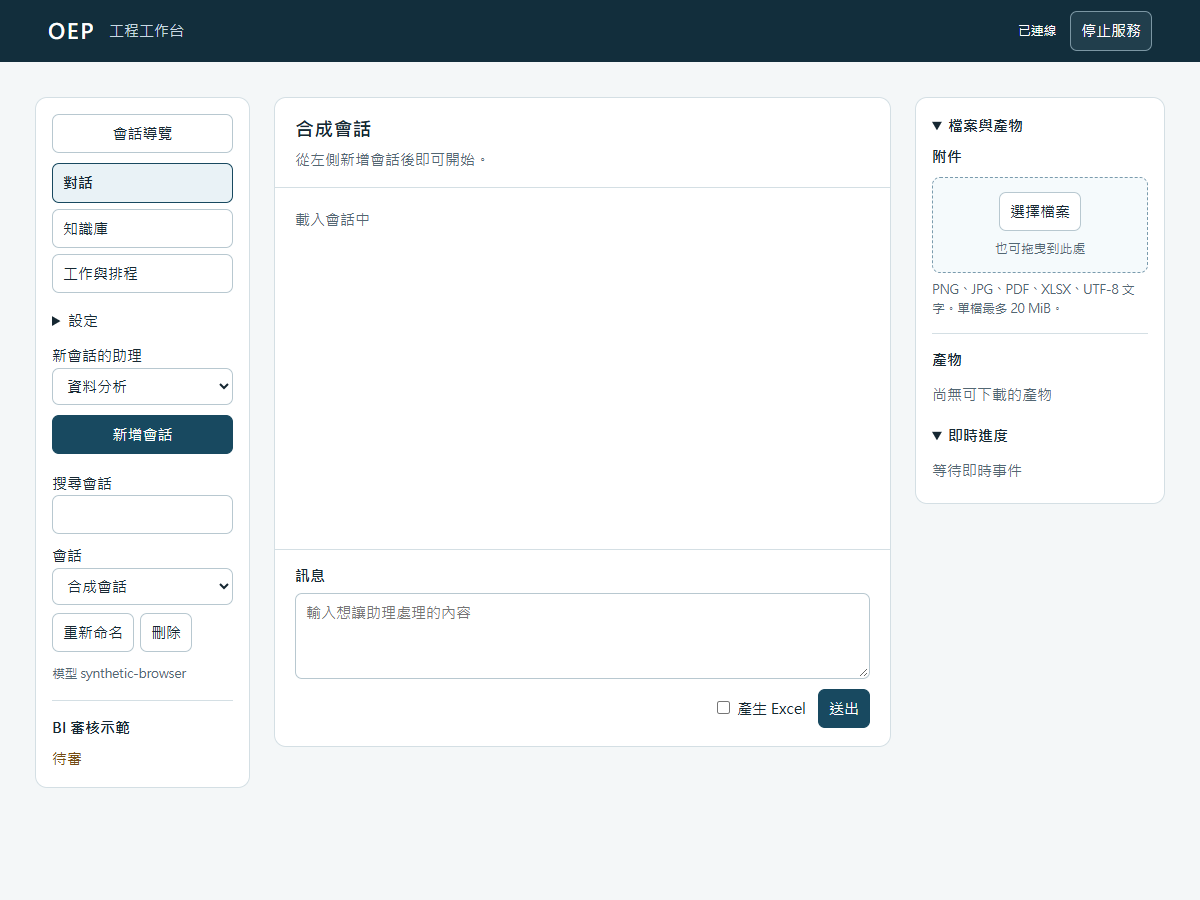 OEP 工程工作台
已連線
停止服務
會話導覽
對話
知識庫
工作與排程
設定
新會話的助理
資料分析
新增會話
搜尋會話
會話
合成會話
重新命名
刪除
模型 synthetic-browser
BI 審核示範
待審
合成會話
從左側新增會話後即可開始。
載入會話中
訊息
輸入想讓助理處理的內容
產生 Excel
送出
檔案與產物
附件
選擇檔案
也可拖曳到此處
PNG、JPG、PDF、XLSX、UTF-8 文
字。單檔最多 20 MiB。
產物
尚無可下載的產物
即時進度
等待即時事件